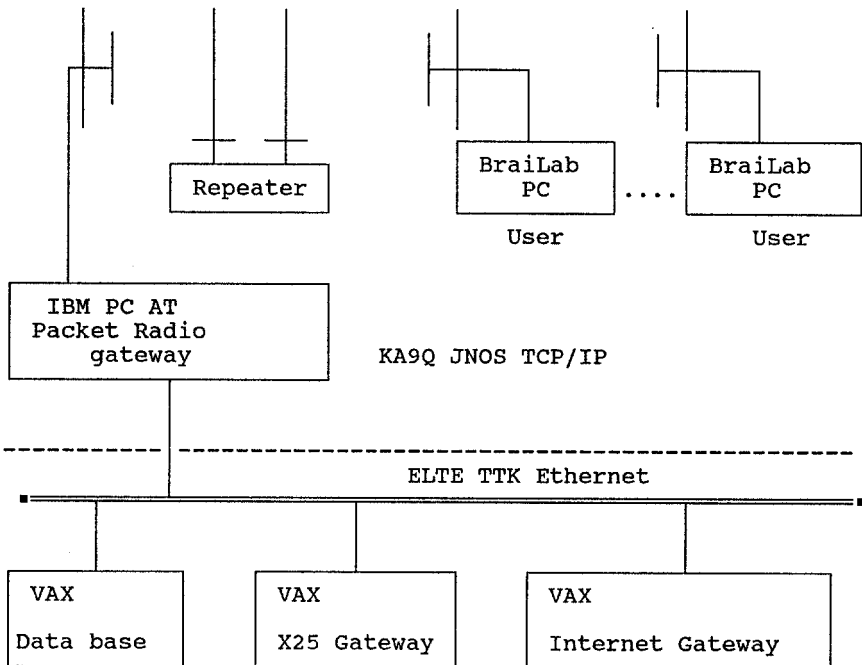 Repeater
BraiLab
PC
....
BraiLab
PC
User
User
IBM PC AT
Packet Radio
gateway
KA9Q JNOS TCP/IP
ELTE TTK Ethernet
VAX
Data base
VAX
X25 Gateway
VAX
Internet Gateway